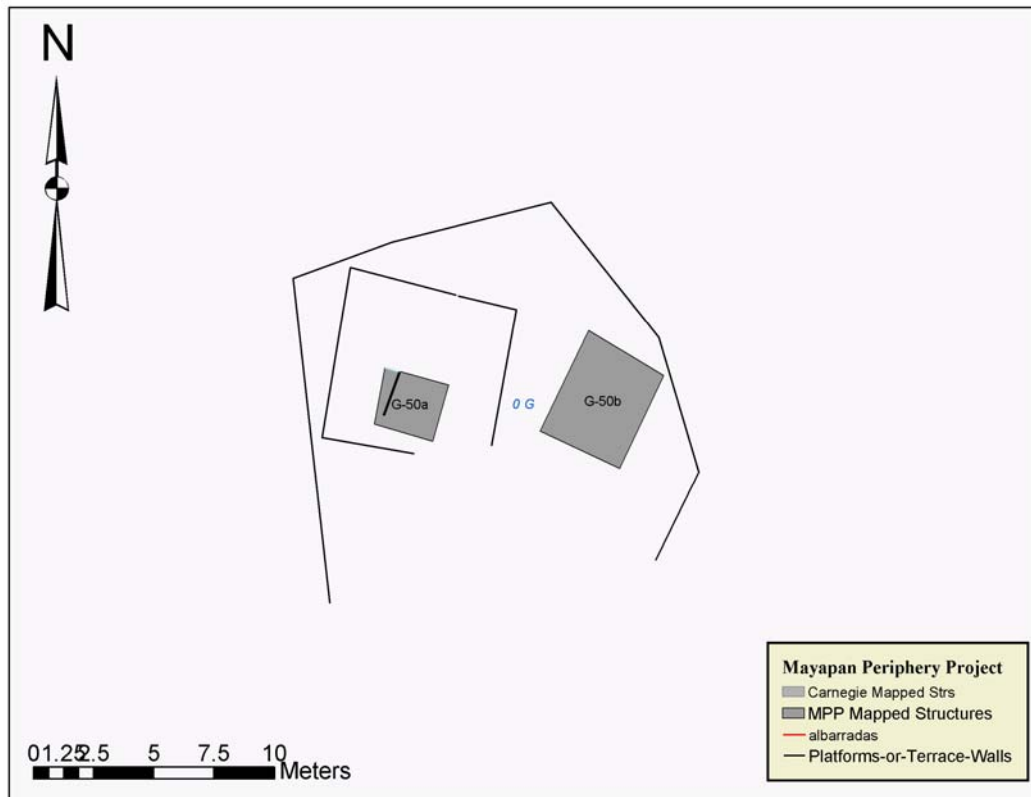 N
G-50a
0 G
G-50b
Mayapan Periphery Project
Carnegie Mapped Strs
MPP Mapped Structures
albarradas
Platforms-or-Terrace-Walls
01.252.5 5 7.5 10
Meters